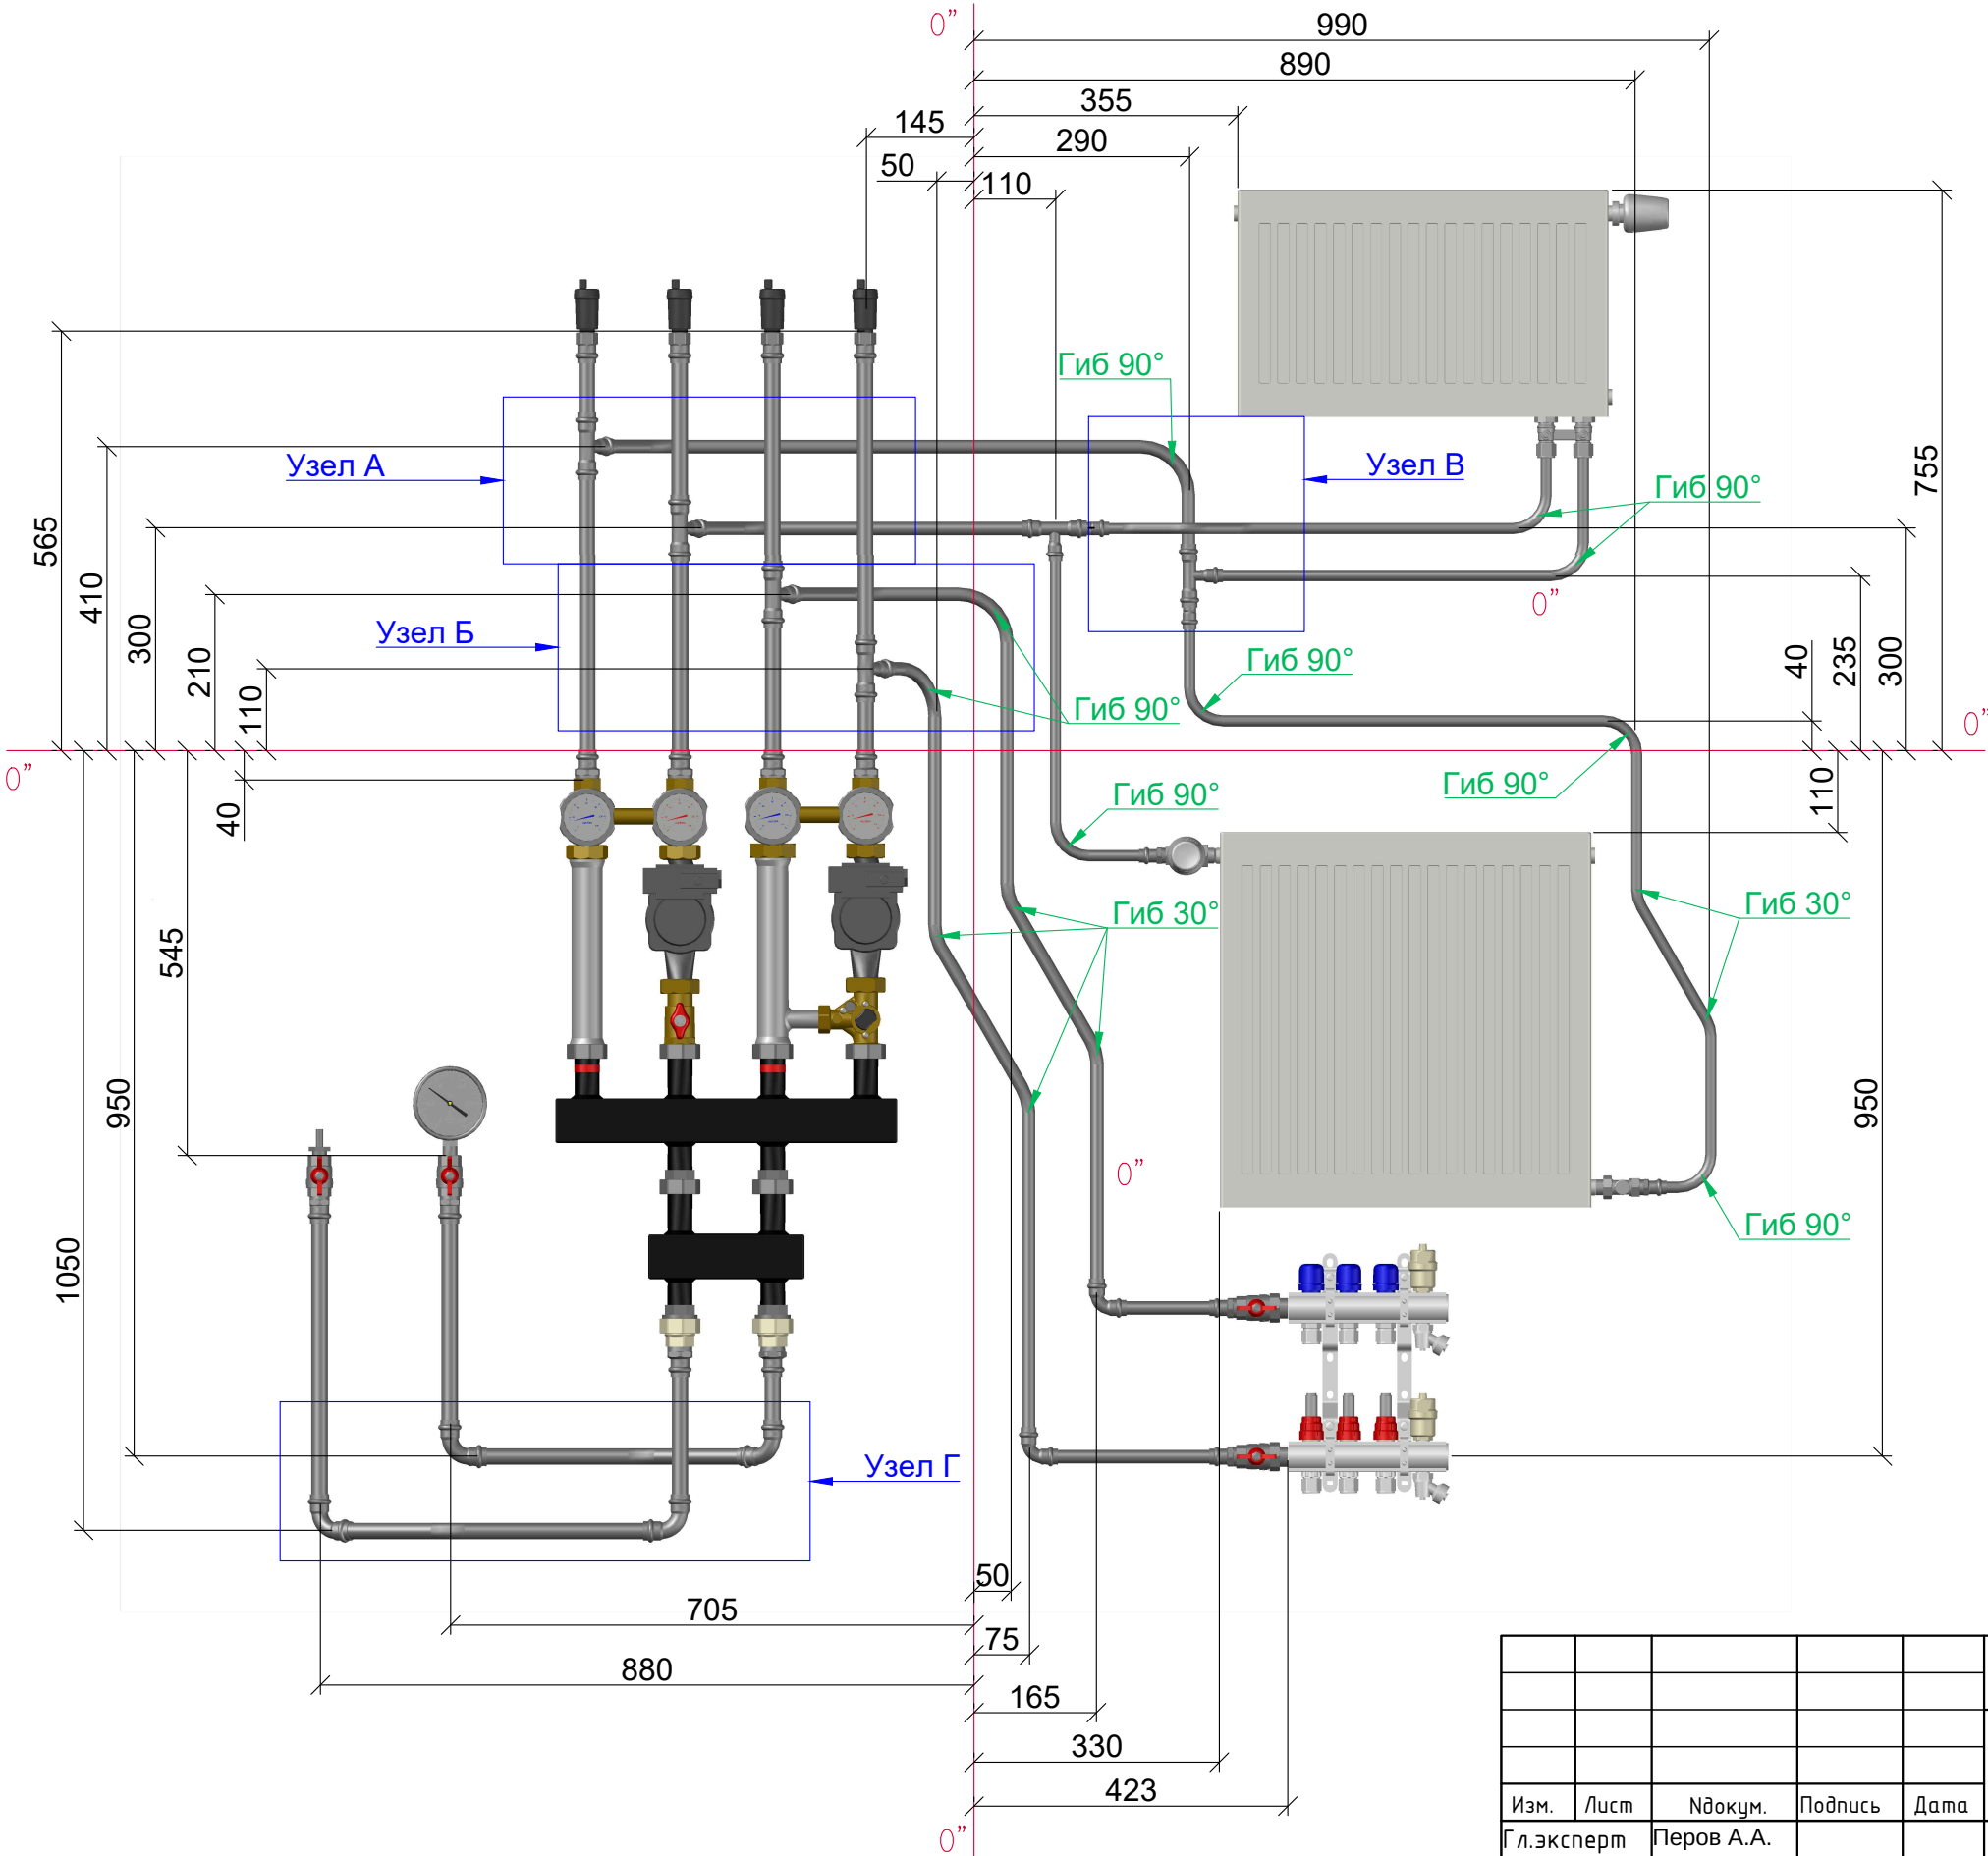 0"
990
890
355
145
290
50
110
Гиб 90°
Узел А
Узел В
Гиб 90°
755
565
410
300
210
110
0"
Узел Б
Гиб 90°
40
235
300
Гиб 90°
0"
0"
40
Гиб 90°
Гиб 90°
110
Гиб 30°
Гиб 30°
545
950
950
0"
Гиб 90°
1050
Узел Г
50
705
75
880
165
330
423
0"
Изм. Лист Nдокум. Подпись Дата
Гл.эксперт Перов А.А.